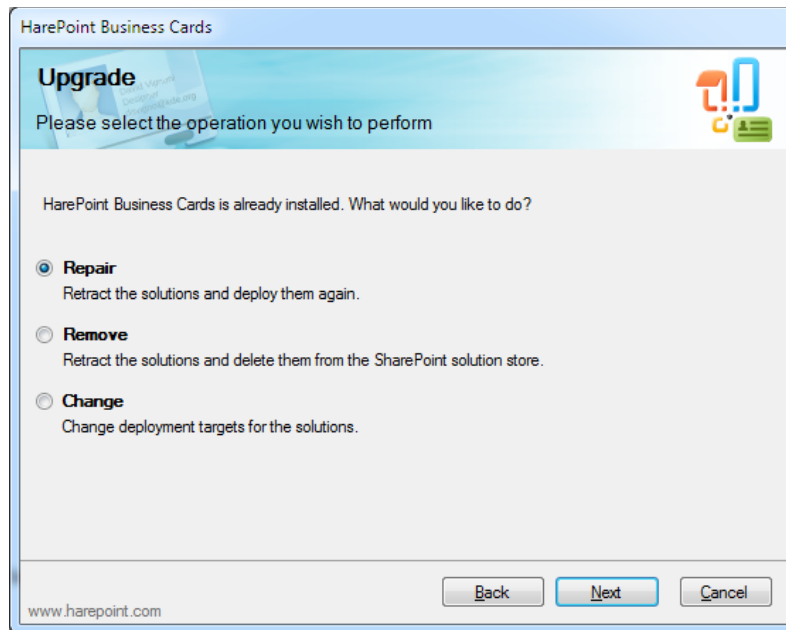 HarePoint Business Cards
Upgrade
David Vignoni
Designer
Please select the operation you wish to perform
HarePoint Business Cards is already installed. What would you like to do?
Repair
Retract the solutions and deploy them again.
Remove
Retract the solutions and delete them from the SharePoint solution store.
Change
Change deployment targets for the solutions.
Back Next Cancel
www.harepoint.com